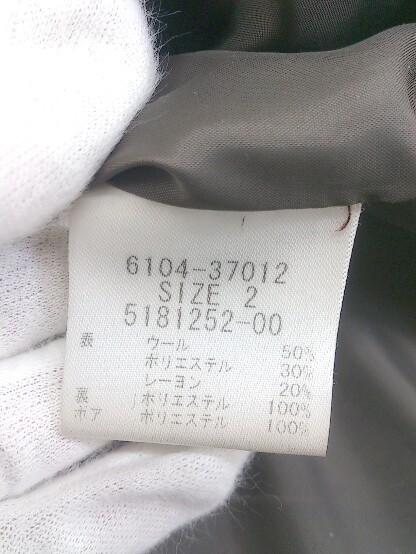 6104-37012
SIZE 2
5181252-00
表 ウール 50%
ポリエステル 30%
レーヨン 20%
裏 ポリエステル 100%
ボア ポリエステル 100%